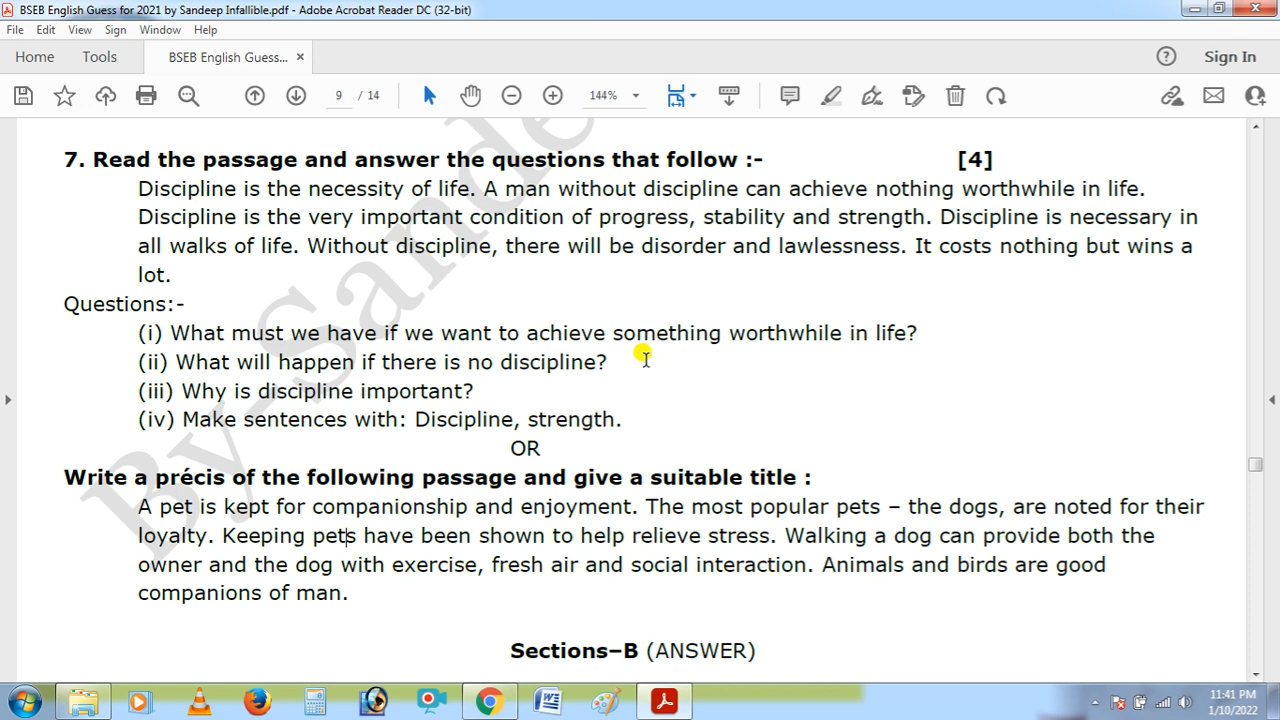 BSEB English Guess for 2021 by Sandeep Infallible.pdf - Adobe Acrobat Reader DC (32-bit)
File Edit View Sign Window Help
Home Tools BSEB English Guess... × Sign In
9 / 14 144%
7. Read the passage and answer the questions that follow :- [4]
Discipline is the necessity of life. A man without discipline can achieve nothing worthwhile in life.
Discipline is the very important condition of progress, stability and strength. Discipline is necessary in
all walks of life. Without discipline, there will be disorder and lawlessness. It costs nothing but wins a
lot.
Questions:-
(i) What must we have if we want to achieve something worthwhile in life?
(ii) What will happen if there is no discipline?
(iii) Why is discipline important?
(iv) Make sentences with: Discipline, strength.
OR
Write a précis of the following passage and give a suitable title :
A pet is kept for companionship and enjoyment. The most popular pets – the dogs, are noted for their
loyalty. Keeping pets have been shown to help relieve stress. Walking a dog can provide both the
owner and the dog with exercise, fresh air and social interaction. Animals and birds are good
companions of man.
Sections–B (ANSWER)
By-Sande
11:41 PM
1/10/2022